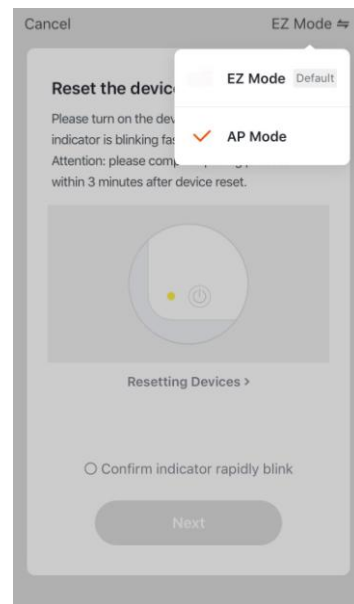 Cancel
EZ Mode ⇋
EZ Mode Default
AP Mode
Reset the devic
Please turn on the dev
indicator is blinking fas
Attention: please
within 3 minutes after device reset.
Resetting Devices >
Confirm indicator rapidly blink
Next